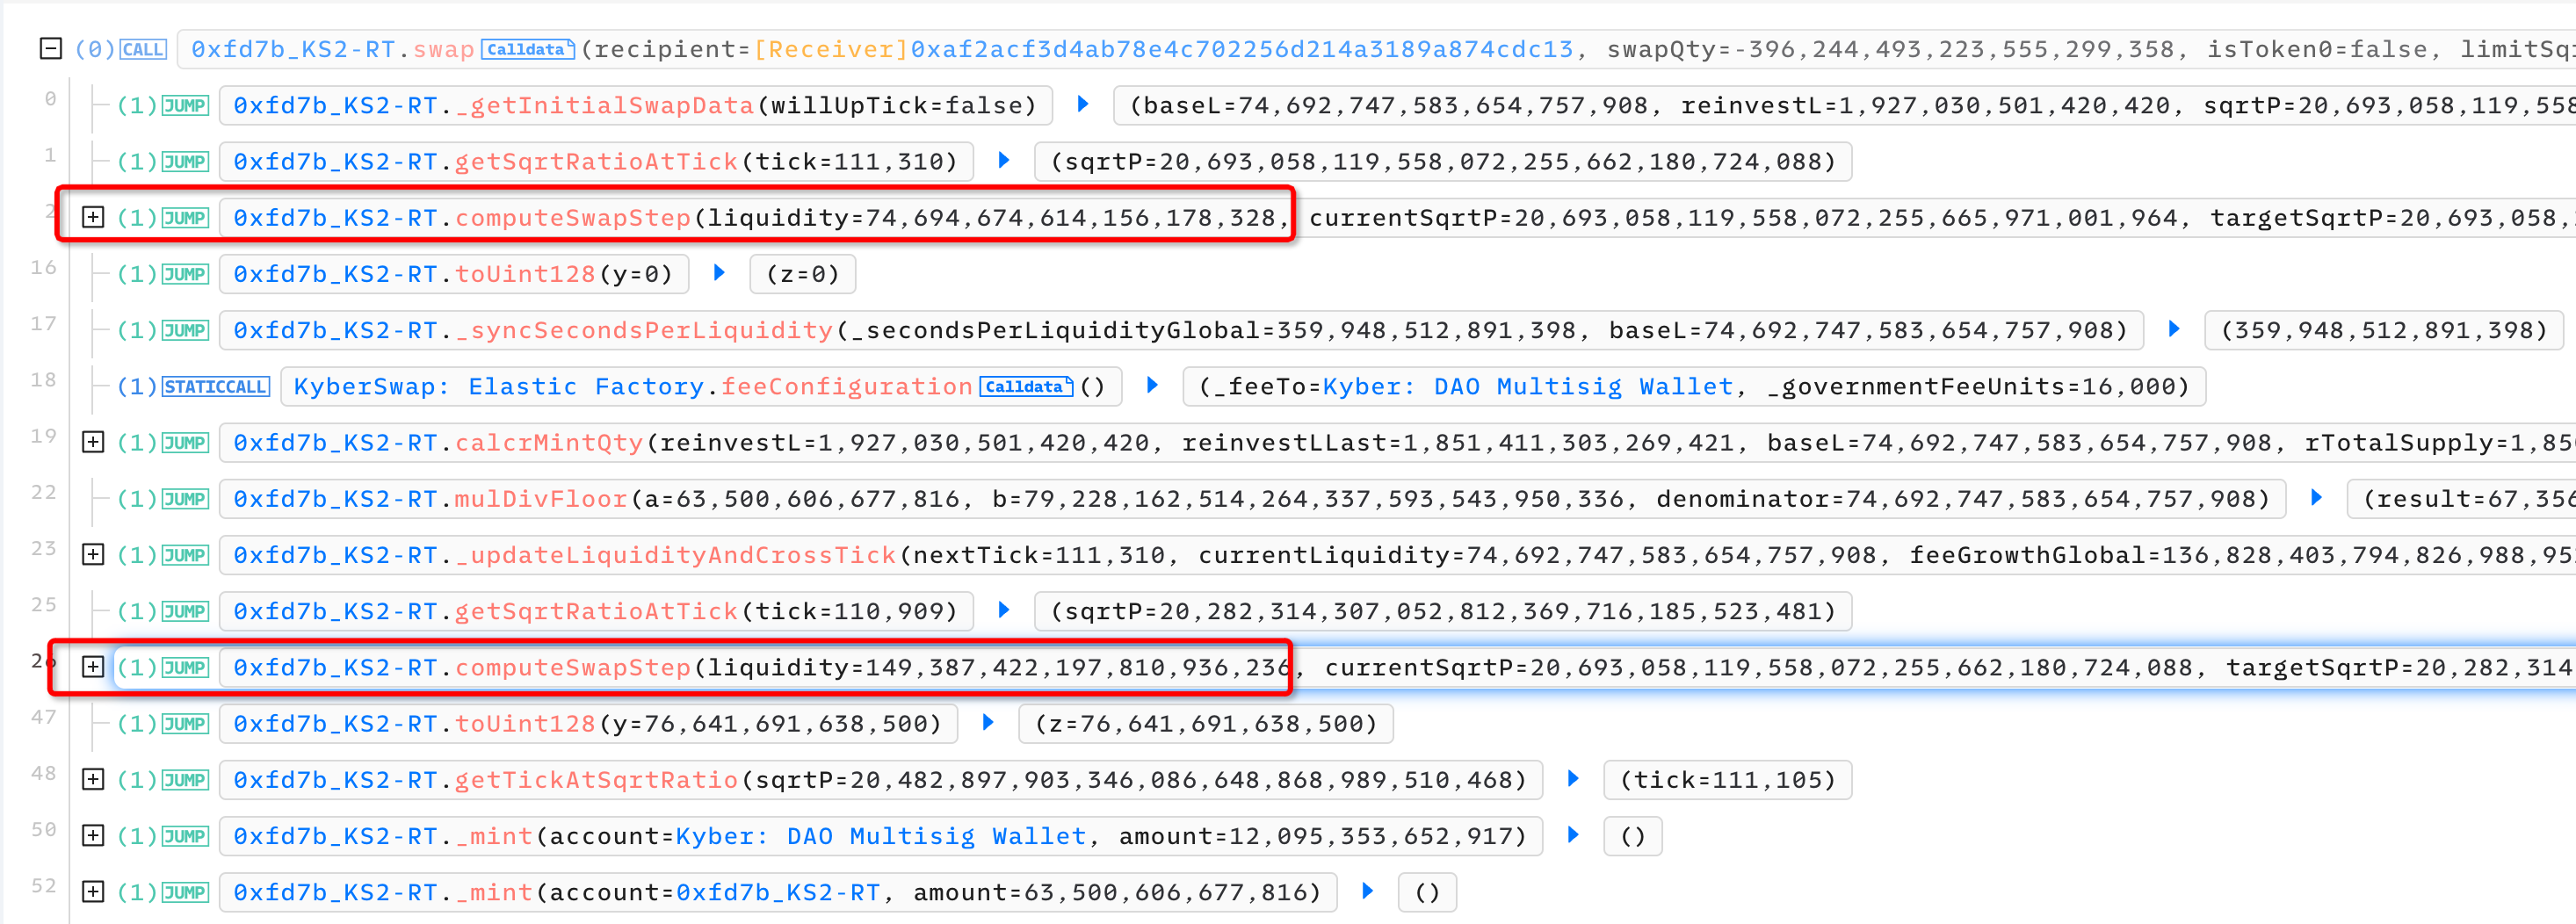 (0) CALL 0xfd7b_KS2-RT.swap Calldata (recipient=[Receiver]0xaf2acf3d4ab78e4c702256d214a3189a874cdc13, swapQty=-396,244,493,223,555,299,358, isToken0=false, limitSq
0 (1) JUMP 0xfd7b_KS2-RT._getInitialSwapData(willUpTick=false) (baseL=74,692,747,583,654,757,908, reinvestL=1,927,030,501,420,420, sqrtP=20,693,058,119,558
1 (1) JUMP 0xfd7b_KS2-RT.getSqrtRatioAtTick(tick=111,310) (sqrtP=20,693,058,119,558,072,255,662,180,724,088)
2 (1) JUMP 0xfd7b_KS2-RT.computeSwapStep(liquidity=74,694,674,614,156,178,328, currentSqrtP=20,693,058,119,558,072,255,665,971,001,964, targetSqrtP=20,693,058,
16 (1) JUMP 0xfd7b_KS2-RT.toUint128(y=0) (z=0)
17 (1) JUMP 0xfd7b_KS2-RT._syncSecondsPerLiquidity(_secondsPerLiquidityGlobal=359,948,512,891,398, baseL=74,692,747,583,654,757,908) (359,948,512,891,398)
18 (1) STATICCALL KyberSwap: Elastic Factory.feeConfiguration Calldata () (_feeTo=Kyber: DAO Multisig Wallet, _governmentFeeUnits=16,000)
19 (1) JUMP 0xfd7b_KS2-RT.calcrMintQty(reinvestL=1,927,030,501,420,420, reinvestLLast=1,851,411,303,269,421, baseL=74,692,747,583,654,757,908, rTotalSupply=1,85
22 (1) JUMP 0xfd7b_KS2-RT.mulDivFloor(a=63,500,606,677,816, b=79,228,162,514,264,337,593,543,950,336, denominator=74,692,747,583,654,757,908) (result=67,356
23 (1) JUMP 0xfd7b_KS2-RT._updateLiquidityAndCrossTick(nextTick=111,310, currentLiquidity=74,692,747,583,654,757,908, feeGrowthGlobal=136,828,403,794,826,988,95
25 (1) JUMP 0xfd7b_KS2-RT.getSqrtRatioAtTick(tick=110,909) (sqrtP=20,282,314,307,052,812,369,716,185,523,481)
26 (1) JUMP 0xfd7b_KS2-RT.computeSwapStep(liquidity=149,387,422,197,810,936,236, currentSqrtP=20,693,058,119,558,072,255,662,180,724,088, targetSqrtP=20,282,314
47 (1) JUMP 0xfd7b_KS2-RT.toUint128(y=76,641,691,638,500) (z=76,641,691,638,500)
48 (1) JUMP 0xfd7b_KS2-RT.getTickAtSqrtRatio(sqrtP=20,482,897,903,346,086,648,868,989,510,468) (tick=111,105)
50 (1) JUMP 0xfd7b_KS2-RT._mint(account=Kyber: DAO Multisig Wallet, amount=12,095,353,652,917) ()
52 (1) JUMP 0xfd7b_KS2-RT._mint(account=0xfd7b_KS2-RT, amount=63,500,606,677,816) ()